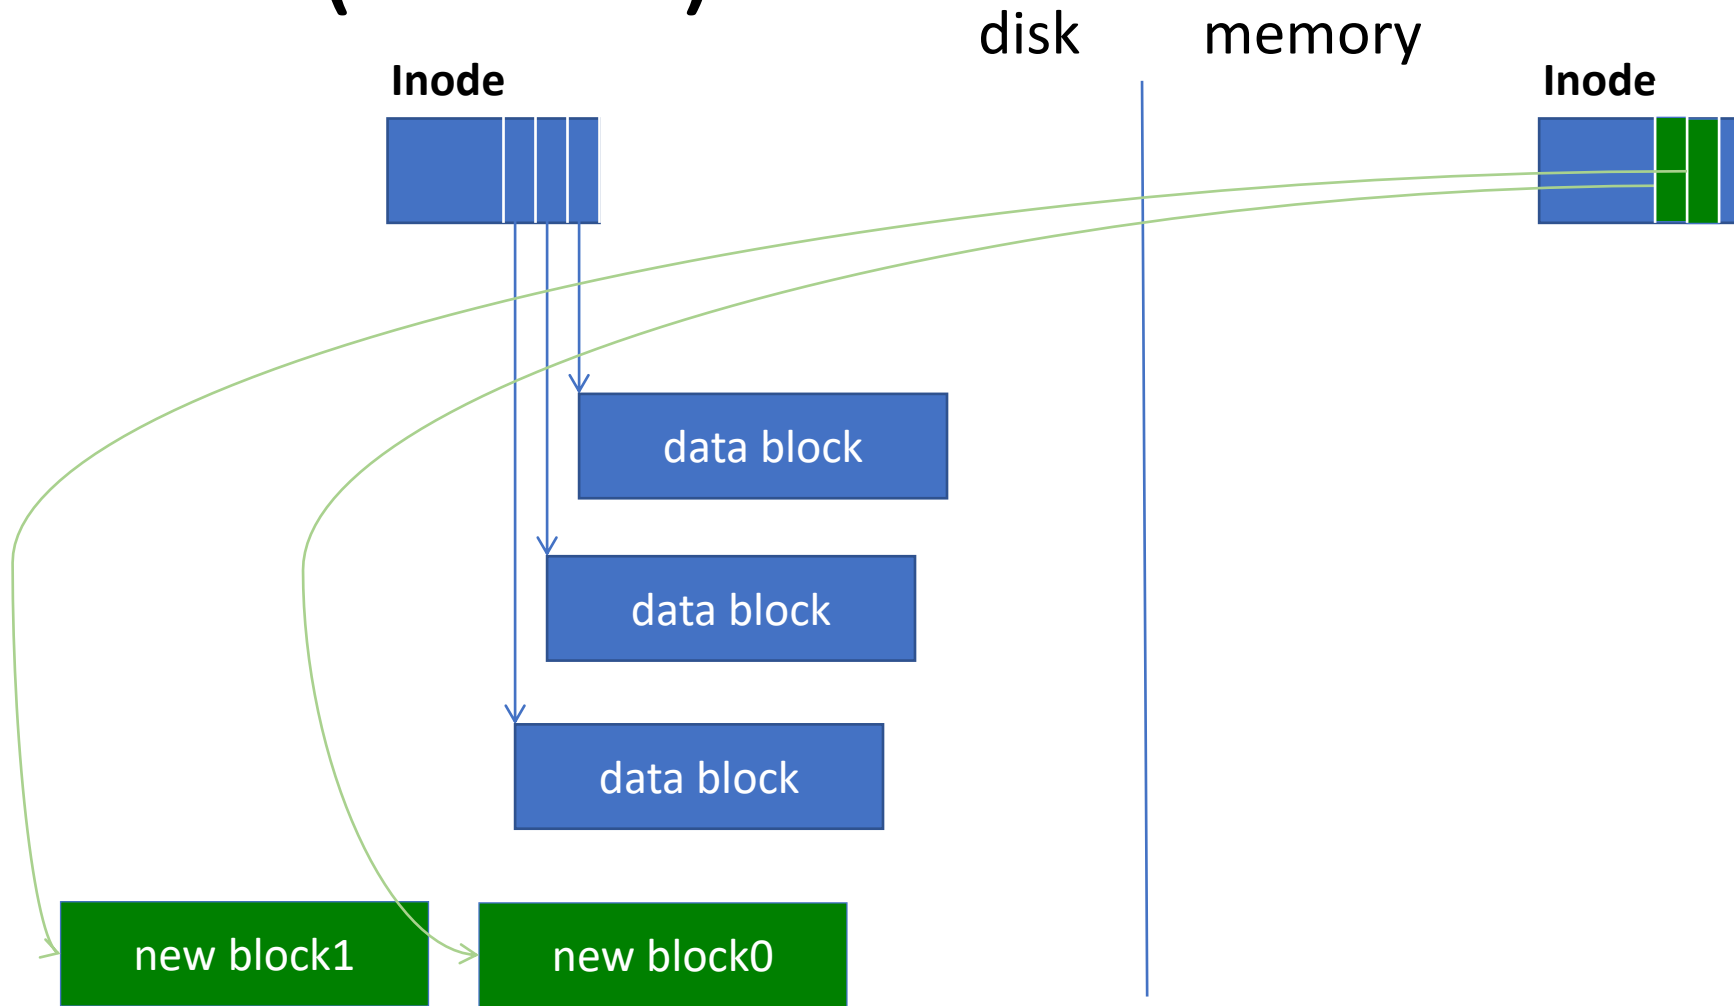 disk
memory
Inode
Inode
data block
data block
data block
new block1
new block0